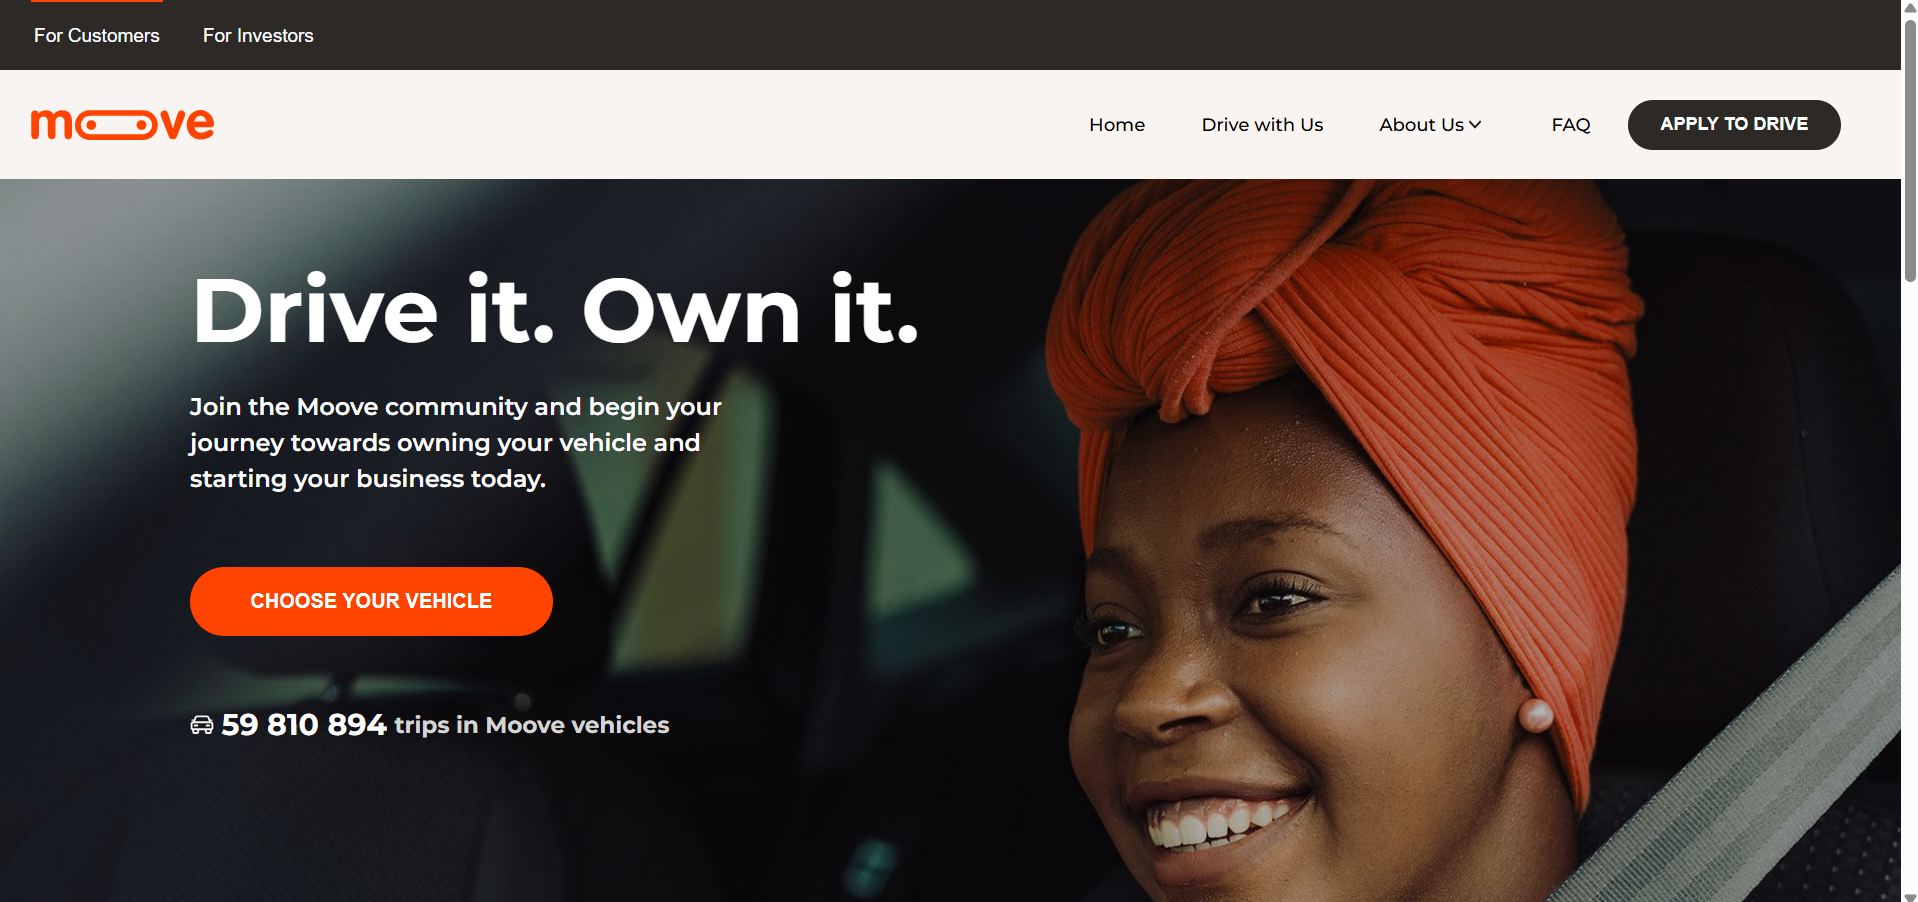 For Customers For Investors
moove Home Drive with Us About Us FAQ APPLY TO DRIVE
Drive it. Own it.
Join the Moove community and begin your
journey towards owning your vehicle and
starting your business today.
CHOOSE YOUR VEHICLE
59 810 894 trips in Moove vehicles